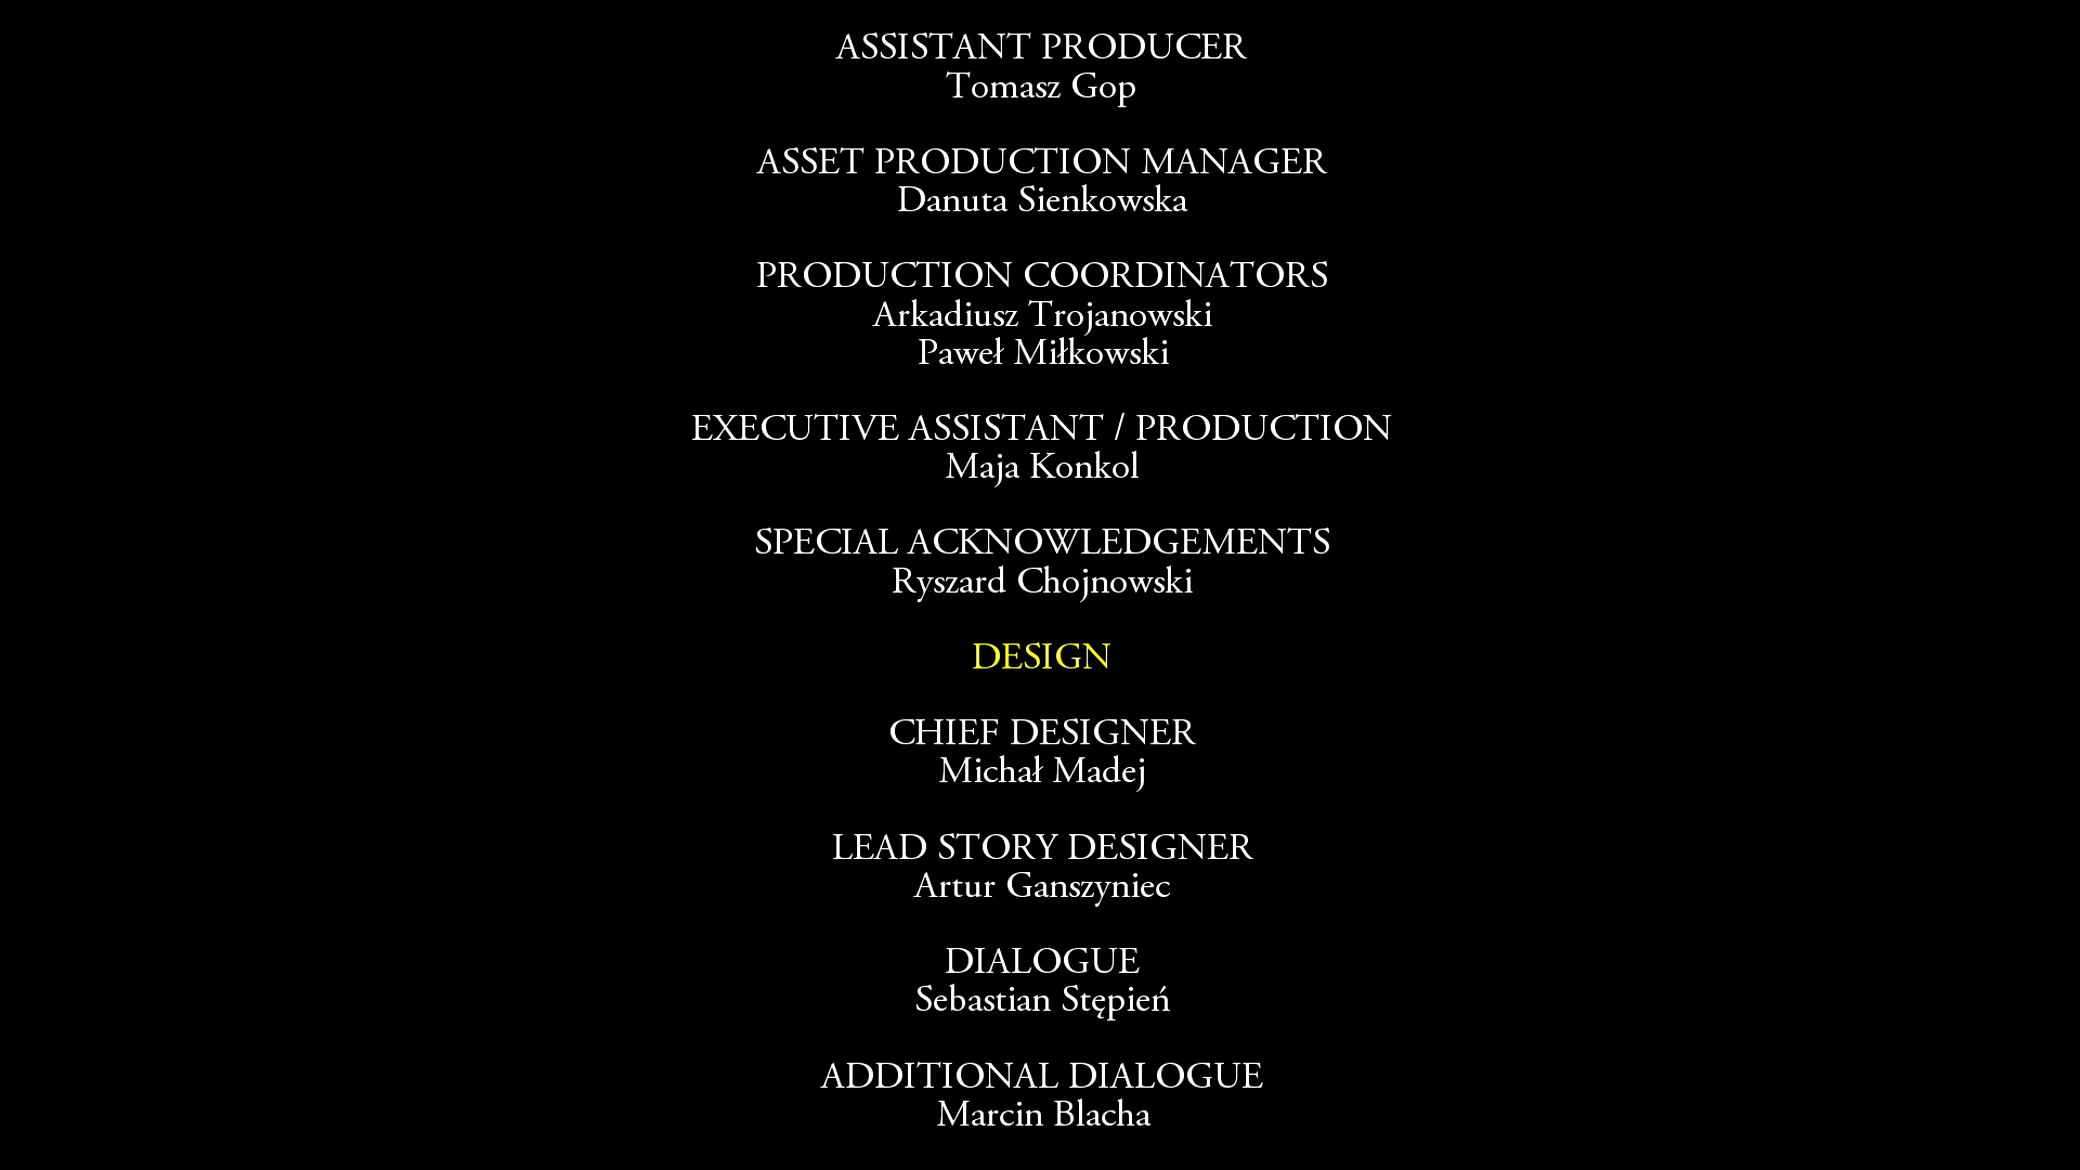 ASSISTANT PRODUCER
Tomasz Gop
ASSET PRODUCTION MANAGER
Danuta Sienkowska
PRODUCTION COORDINATORS
Arkadiusz Trojanowski
Paweł Miłkowski
EXECUTIVE ASSISTANT / PRODUCTION
Maja Konkol
SPECIAL ACKNOWLEDGEMENTS
Ryszard Chojnowski
DESIGN
CHIEF DESIGNER
Michał Madej
LEAD STORY DESIGNER
Artur Ganszyniec
DIALOGUE
Sebastian Stępień
ADDITIONAL DIALOGUE
Marcin Blacha